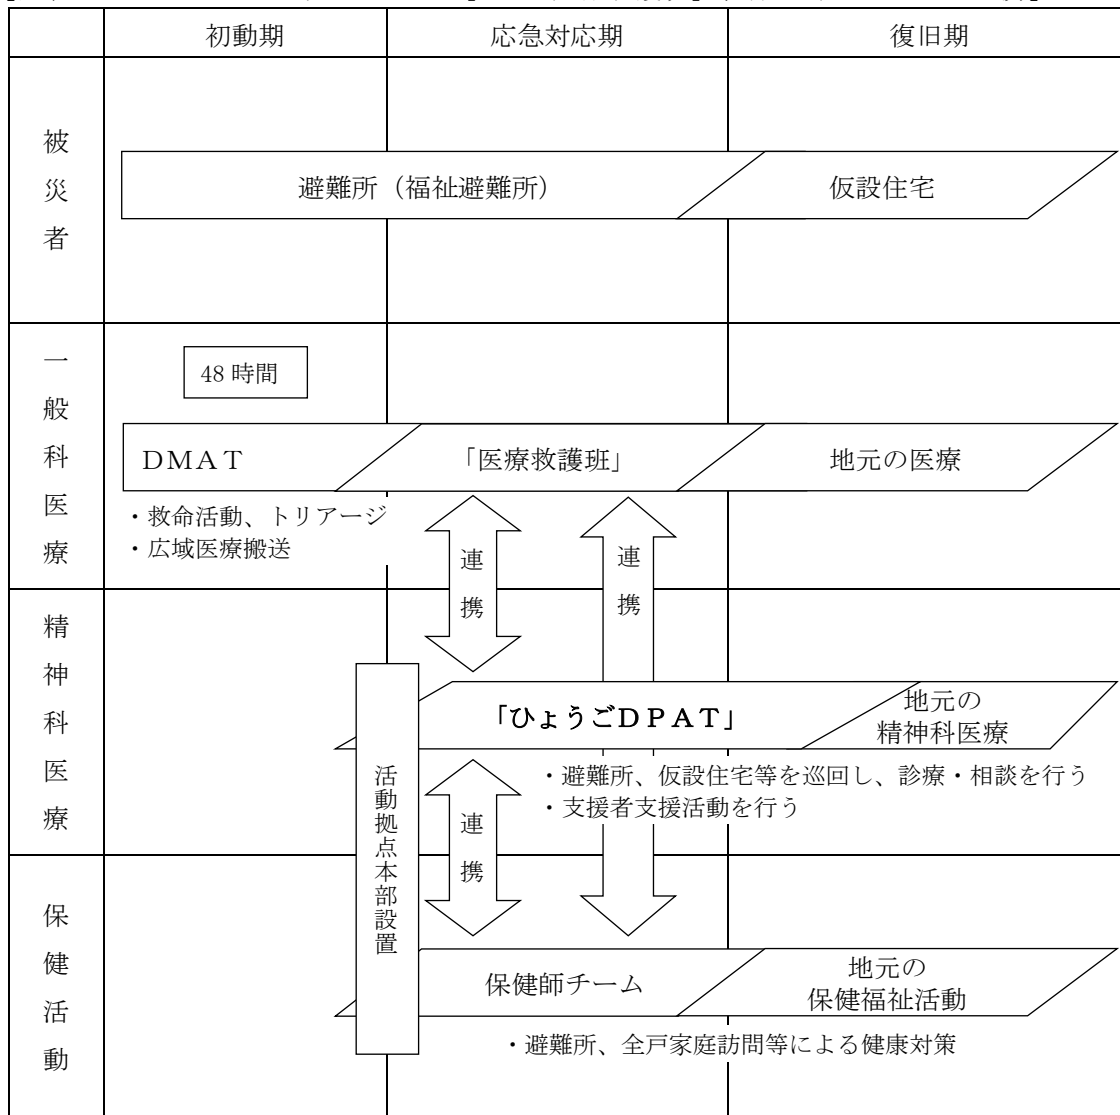 初動期
応急対応期
復旧期
被災者
避難所（福祉避難所）
仮設住宅
一般科医療
48 時間
ＤＭＡＴ
「医療救護班」
地元の医療
・救命活動、トリアージ
・広域医療搬送
連携
連携
精神科医療
「ひょうごＤＰＡＴ」
地元の
精神科医療
・避難所、仮設住宅等を巡回し、診療・相談を行う
・支援者支援活動を行う
活動拠点本部設置
連携
保健活動
保健師チーム
地元の
保健福祉活動
・避難所、全戸家庭訪問等による健康対策